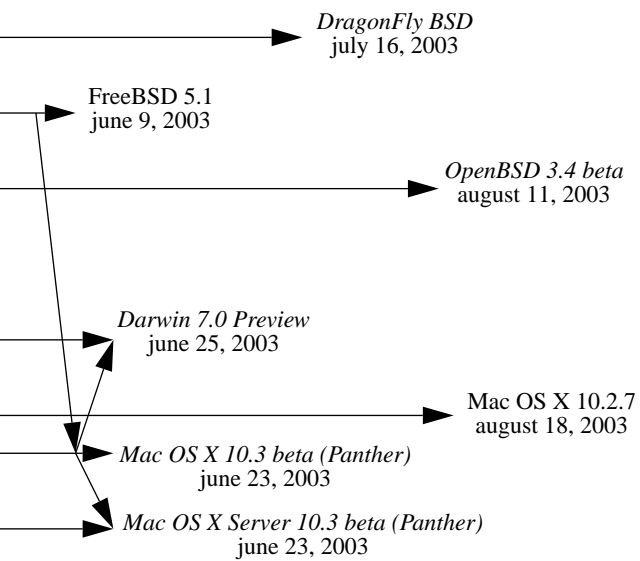 DragonFly BSD
july 16, 2003
FreeBSD 5.1
june 9, 2003
OpenBSD 3.4 beta
august 11, 2003
Darwin 7.0 Preview
june 25, 2003
Mac OS X 10.2.7
august 18, 2003
Mac OS X 10.3 beta (Panther)
june 23, 2003
Mac OS X Server 10.3 beta (Panther)
june 23, 2003